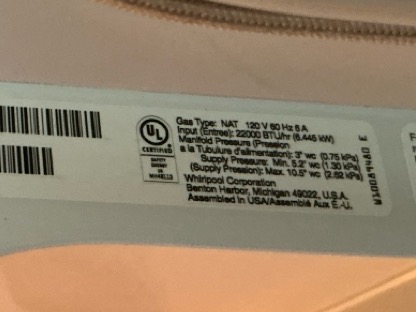 Gas Type: NAT 120 V 60 Hz 6 A
Input (Entree): 22000 BTU/hr (6.445 kW)
Manifold Pressure (Pression
a la Tubulure d'alimentation): 3" wc (0.75 kPa)
Supply Pressure: Min. 5.2" wc (1.30 kPa)
(Supply Pression): Max. 10.5" wc (2.62 kPa)
Whirlpool Corporation
Benton Harbor, Michigan 49022, U.S.A.
Assembled in USA/Assemblé Aux E.-U.
UL
CERTIFIED
SAFETY